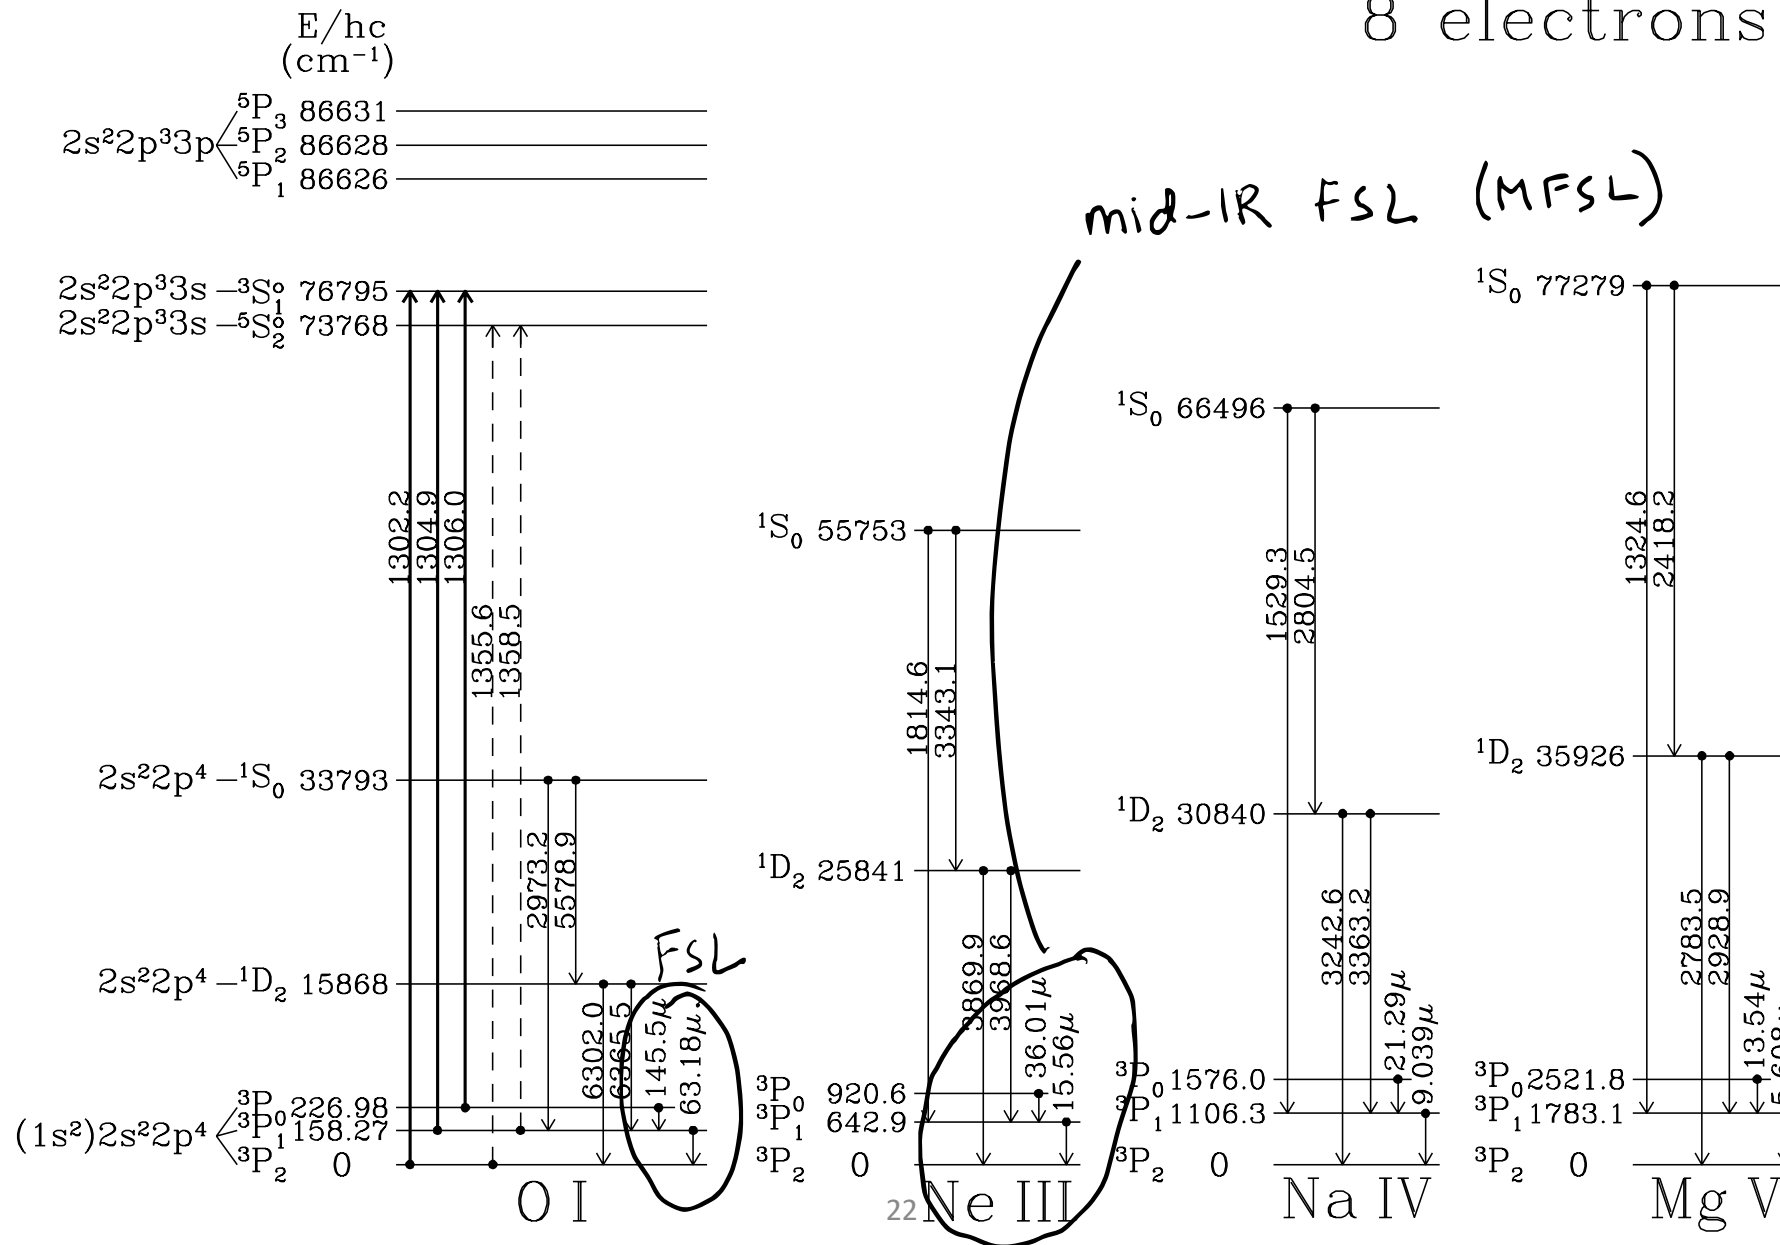 8 electrons
E/hc
(cm⁻¹)
⁵P₃ 86631
2s²2p³3p ⁵P₂ 86628
⁵P₁ 86626
mid-IR FSL (MFSL)
2s²2p³3s – ³S₁° 76795
2s²2p³3s – ⁵S₂° 73768
1302.2
1304.9
1306.0
1355.6
1358.5
2s²2p⁴ – ¹S₀ 33793
2973.2
5578.9
2s²2p⁴ – ¹D₂ 15868
FSL
6302.0
6365.5
145.5μ
63.18μ.
³P₀ 226.98
³P₁ 158.27
(1s²)2s²2p⁴
³P₂ 0
O I
¹S₀ 55753
1814.6
3343.1
¹D₂ 25841
3869.9
3968.6
36.01μ
15.56μ
³P₀ 920.6
³P₁ 642.9
³P₂ 0
22
Ne III
¹S₀ 66496
1529.3
2804.5
¹D₂ 30840
3242.6
3363.2
21.29μ
9.039μ
³P₀ 1576.0
³P₁ 1106.3
³P₂ 0
Na IV
¹S₀ 77279
1324.6
2418.2
¹D₂ 35926
2783.5
2928.9
13.54μ
³P₀ 2521.8
³P₁ 1783.1
³P₂ 0
Mg V